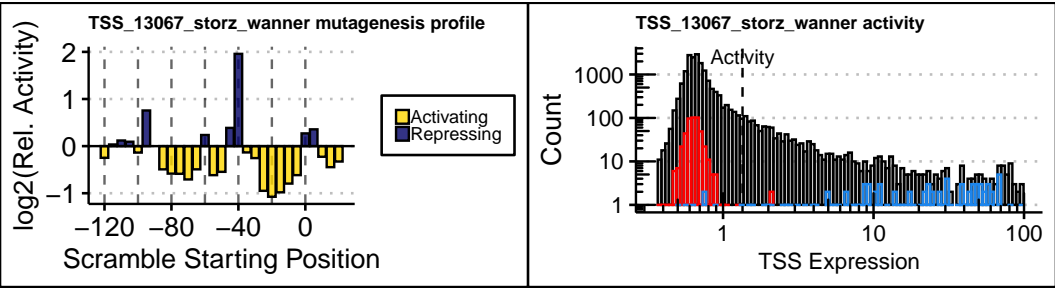 TSS_13067_storz_wanner mutagenesis profile
log2(Rel. Activity)
2
1
0
−1
−120
−80
−40
0
Scramble Starting Position
Activating
Repressing
TSS_13067_storz_wanner activity
Activity
Count
1000
100
10
1
1
10
100
TSS Expression